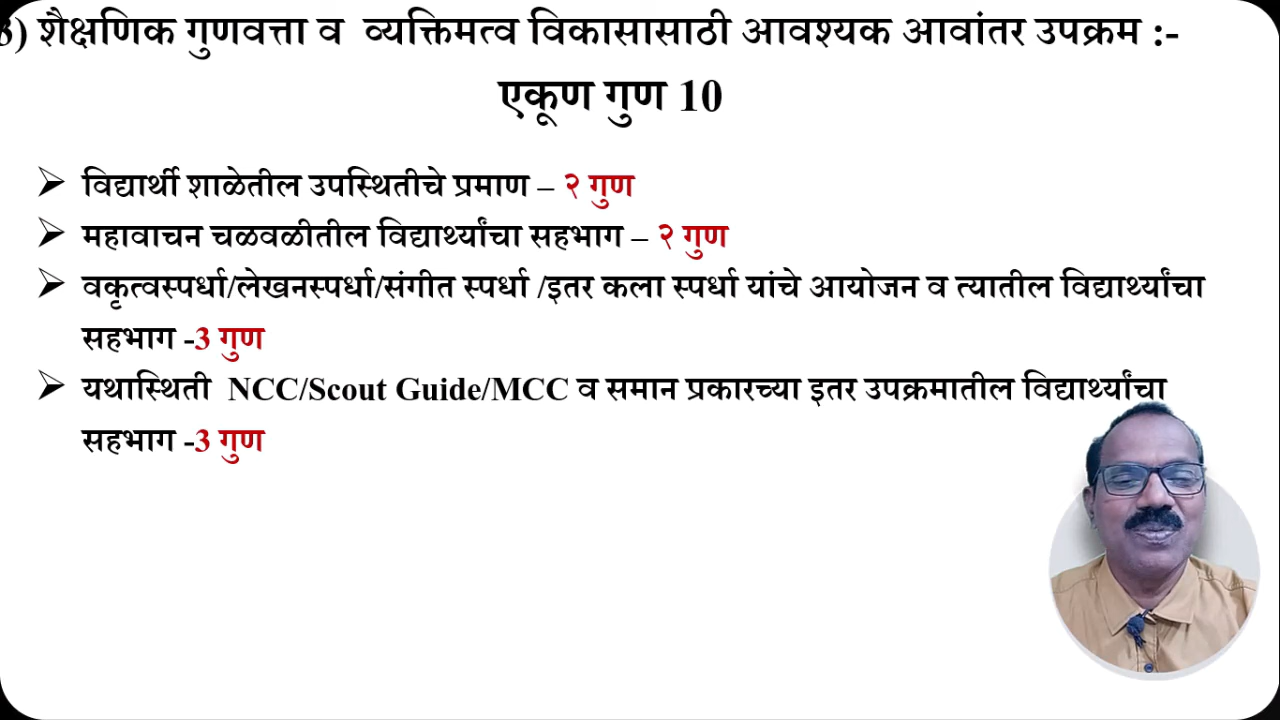 3) शैक्षणिक गुणवत्ता व व्यक्तिमत्व विकासासाठी आवश्यक आवांतर उपक्रम :-
एकूण गुण 10
➢ विद्यार्थी शाळेतील उपस्थितीचे प्रमाण – २ गुण
➢ महावाचन चळवळीतील विद्यार्थ्यांचा सहभाग – २ गुण
➢ वकृत्वस्पर्धा/लेखनस्पर्धा/संगीत स्पर्धा /इतर कला स्पर्धा यांचे आयोजन व त्यातील विद्यार्थ्यांचा
सहभाग -3 गुण
➢ यथास्थिती NCC/Scout Guide/MCC व समान प्रकारच्या इतर उपक्रमातील विद्यार्थ्यांचा
सहभाग -3 गुण